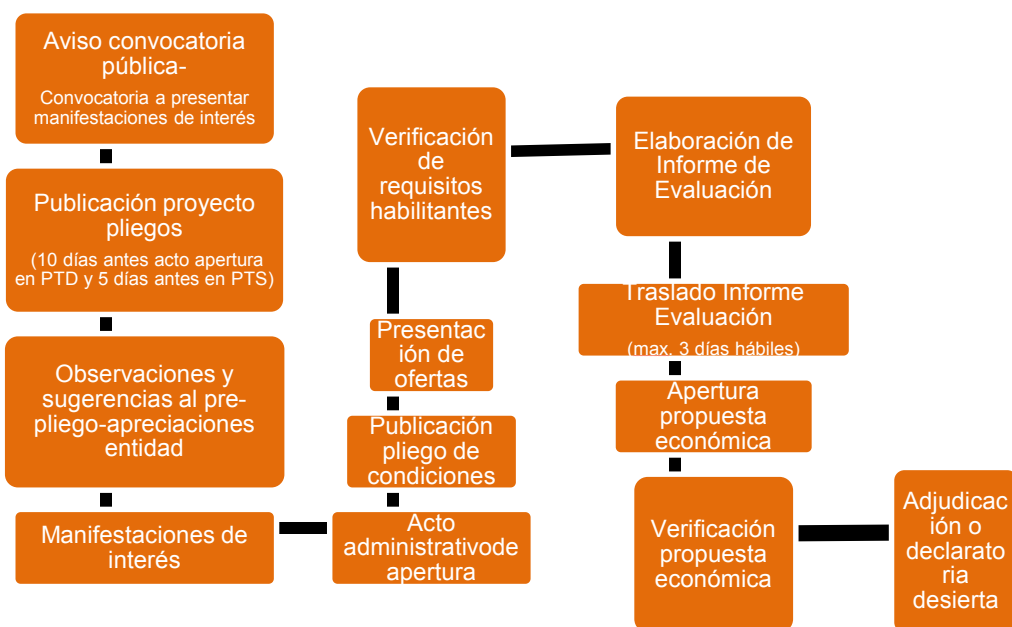 Aviso convocatoria
pública-
Convocatoria a presentar
manifestaciones de interés
Publicación proyecto
pliegos
(10 días antes acto apertura
en PTD y 5 días antes en PTS)
Observaciones y
sugerencias al pre-
pliego-apreciaciones
entidad
Manifestaciones de
interés
Acto
administrativode
apertura
Publicación
pliego de
condiciones
Presentac
ión de
ofertas
Verificación
de
requisitos
habilitantes
Elaboración de
Informe de
Evaluación
Traslado Informe
Evaluación
(max. 3 días hábiles)
Apertura
propuesta
económica
Verificación
propuesta
económica
Adjudicac
ión o
declarato
ria
desierta